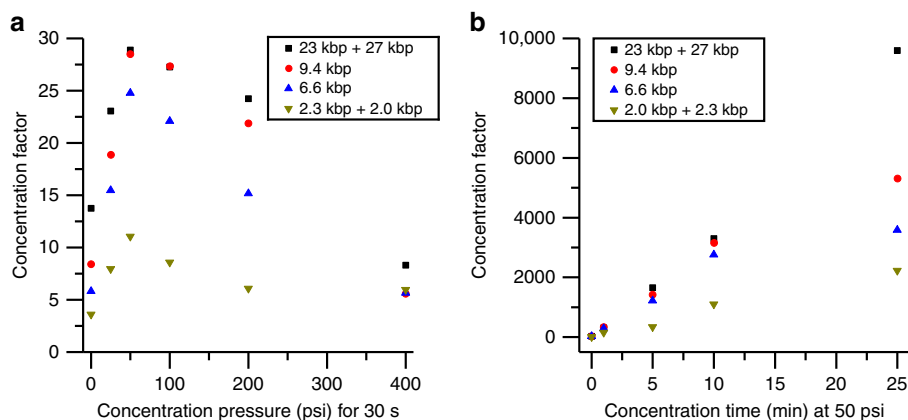 a
30
25
20
15
10
5
0
Concentration factor
23 kbp + 27 kbp
9.4 kbp
6.6 kbp
2.3 kbp + 2.0 kbp
0 100 200 300 400
Concentration pressure (psi) for 30 s
b
10,000
8000
6000
4000
2000
0
Concentration factor
23 kbp + 27 kbp
9.4 kbp
6.6 kbp
2.0 kbp + 2.3 kbp
0 5 10 15 20 25
Concentration time (min) at 50 psi